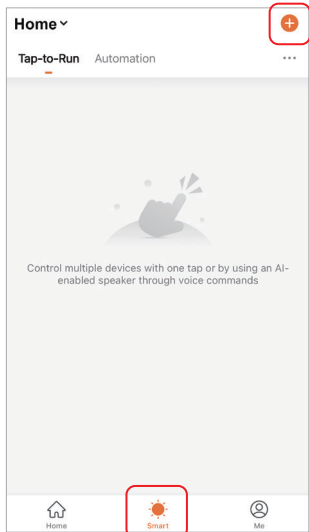 Home
Tap-to-Run Automation
Control multiple devices with one tap or by using an AI-
enabled speaker through voice commands
Home Smart Me